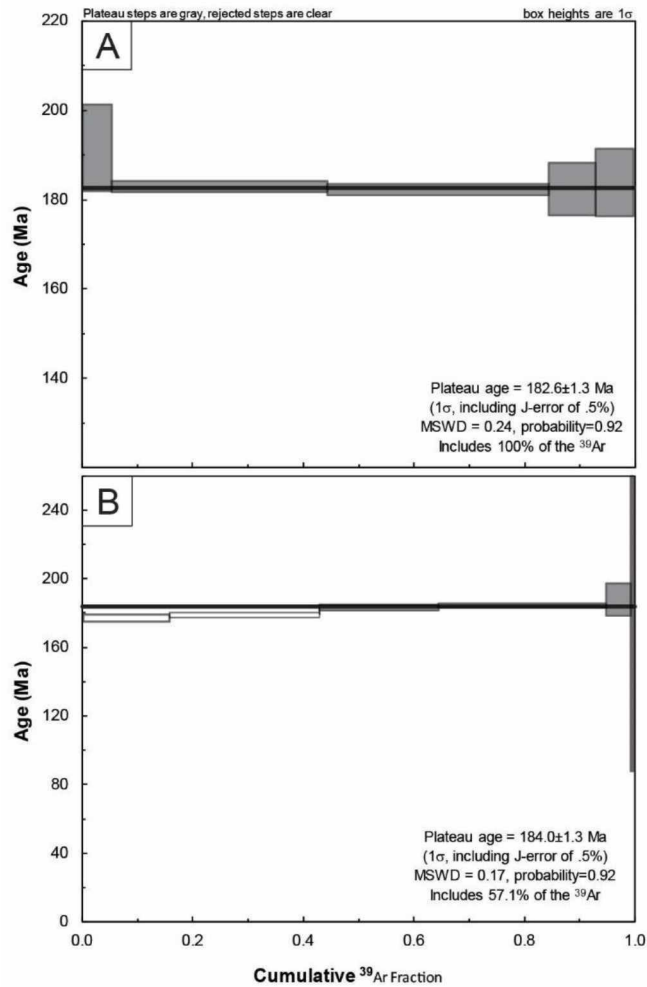 Plateau steps are gray, rejected steps are clear
box heights are 1σ
A
220
200
180
160
140
Age (Ma)
Plateau age = 182.6±1.3 Ma
(1σ, including J-error of .5%)
MSWD = 0.24, probability=0.92
Includes 100% of the ³⁹Ar
B
240
200
160
120
80
40
0
Age (Ma)
Plateau age = 184.0±1.3 Ma
(1σ, including J-error of .5%)
MSWD = 0.17, probability=0.92
Includes 57.1% of the ³⁹Ar
0.0 0.2 0.4 0.6 0.8 1.0
Cumulative ³⁹Ar Fraction